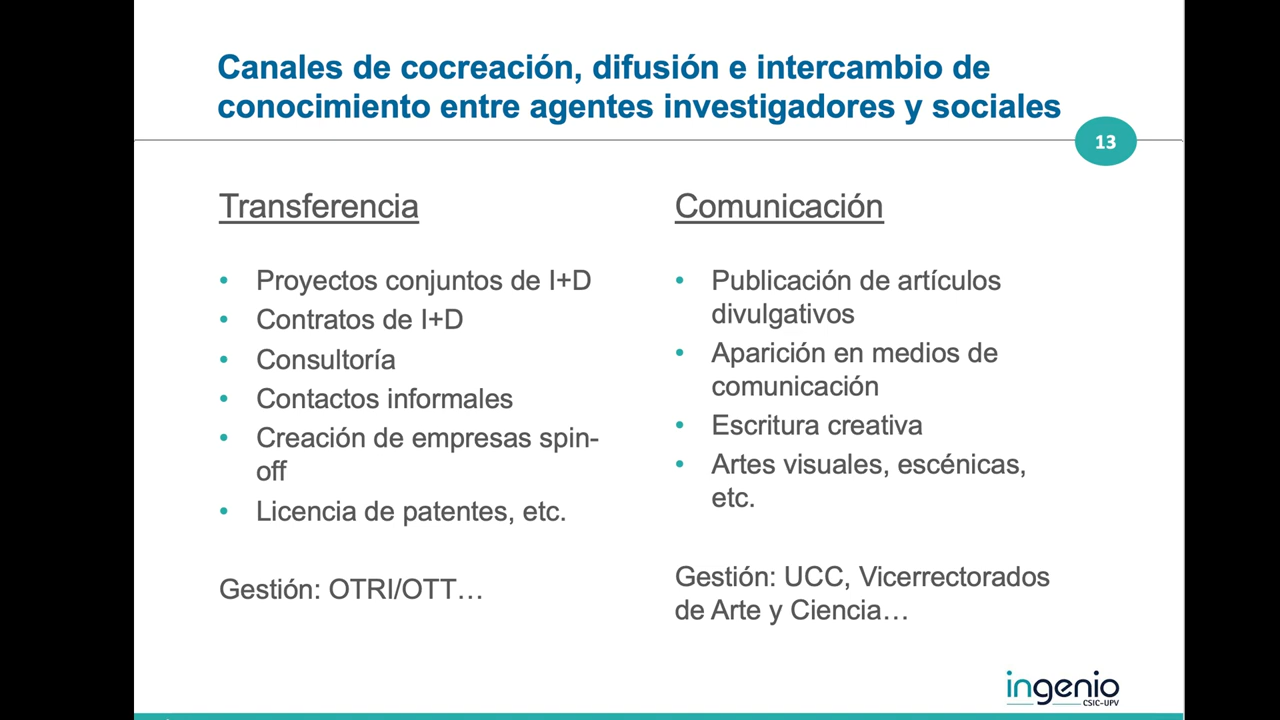 Canales de cocreación, difusión e intercambio de
conocimiento entre agentes investigadores y sociales
13
Transferencia
• Proyectos conjuntos de I+D
• Contratos de I+D
• Consultoría
• Contactos informales
• Creación de empresas spin-
off
• Licencia de patentes, etc.
Gestión: OTRI/OTT…
Comunicación
• Publicación de artículos
divulgativos
• Aparición en medios de
comunicación
• Escritura creativa
• Artes visuales, escénicas,
etc.
Gestión: UCC, Vicerrectorados
de Arte y Ciencia…
ingenio
CSIC-UPV